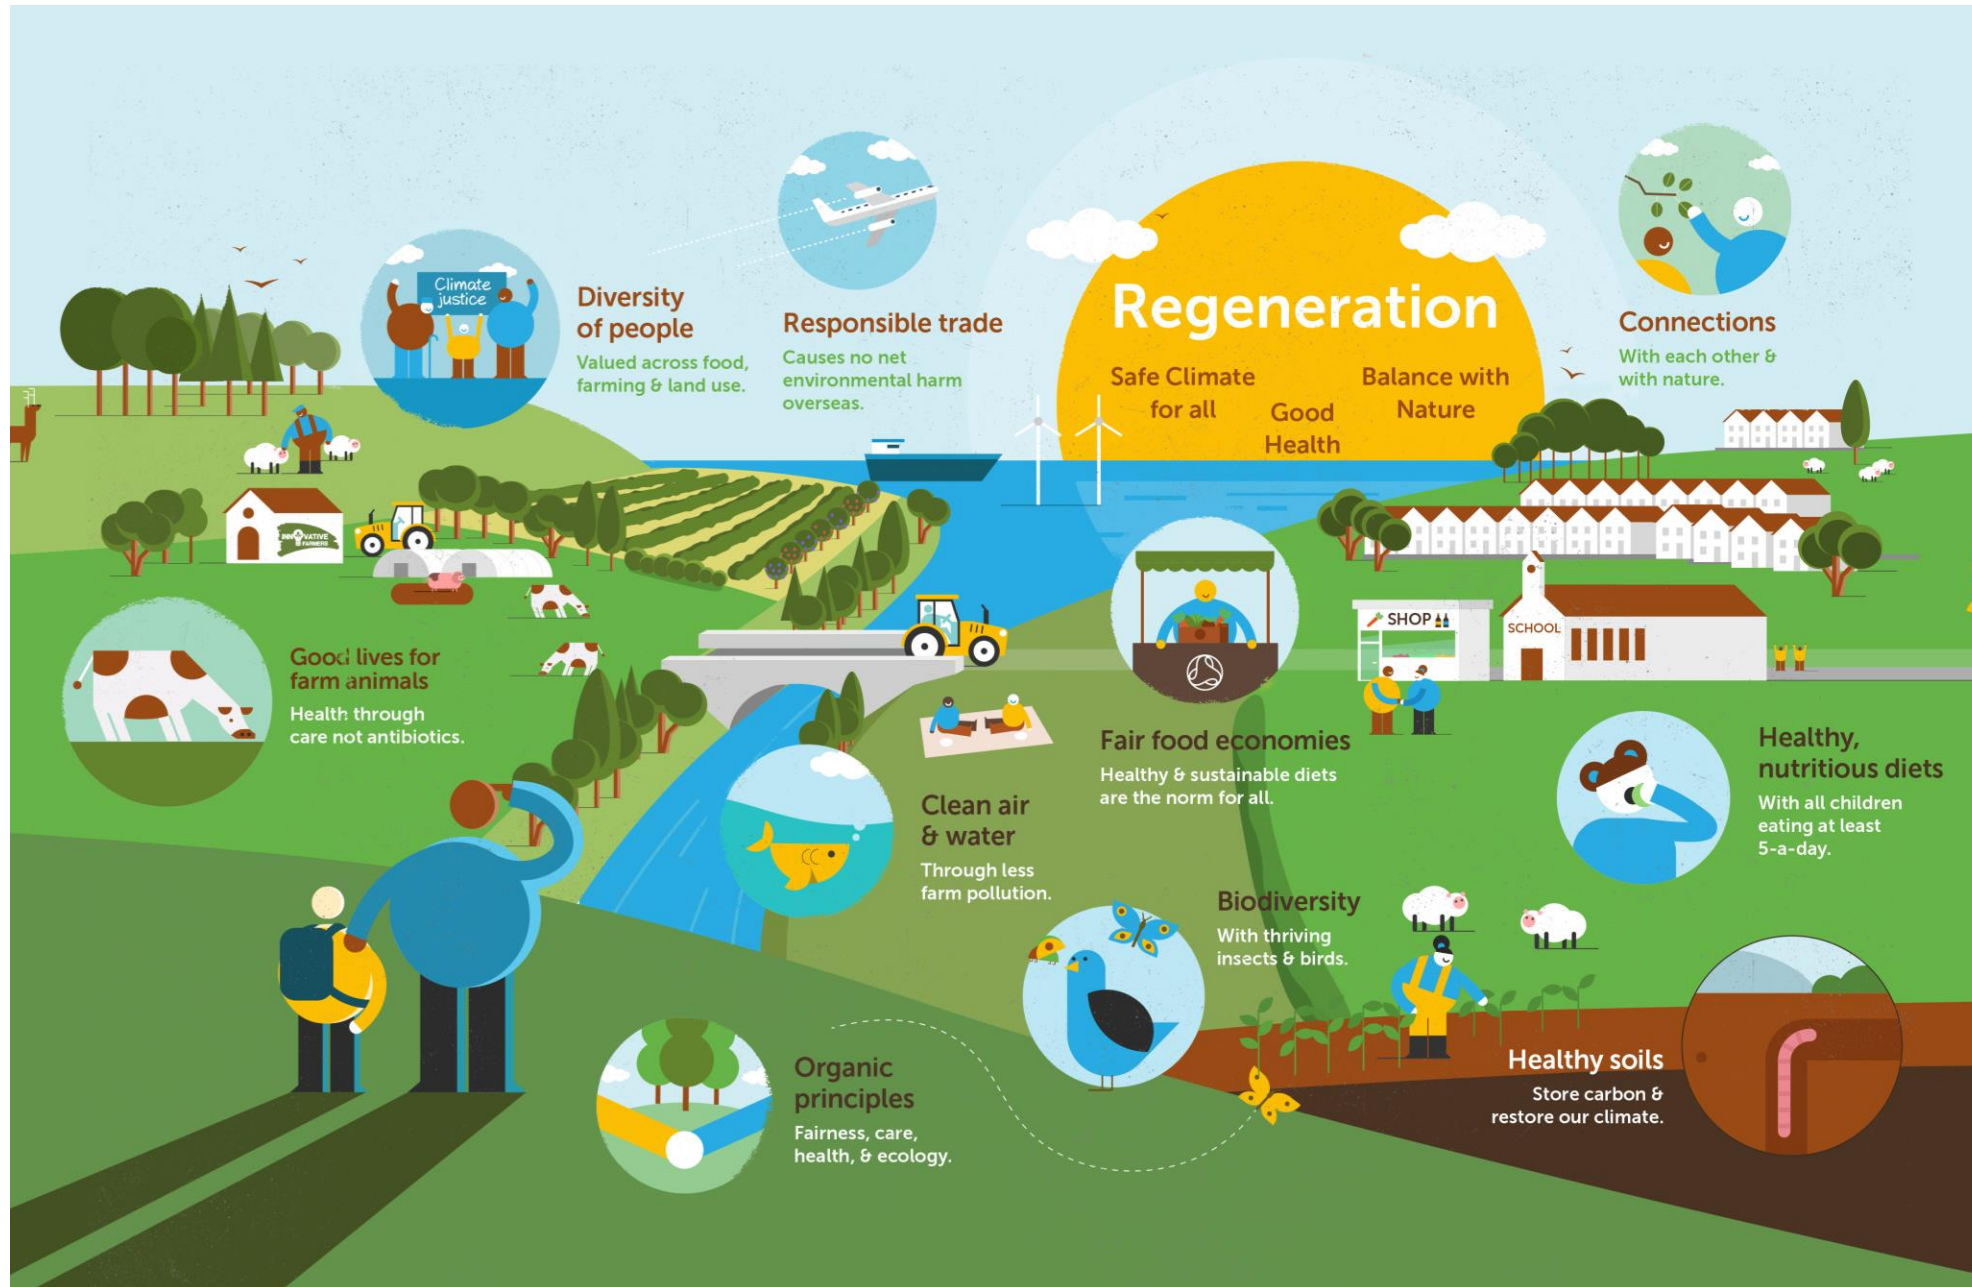 Climate
justice
Diversity
of people
Valued across food,
farming & land use.
Responsible trade
Causes no net
environmental harm
overseas.
Regeneration
Safe Climate
for all
Good
Health
Balance with
Nature
Connections
With each other &
with nature.
INNOVATIVE
FARMERS
Good lives for
farm animals
Health through
care not antibiotics.
SHOP
SCHOOL
Fair food economies
Healthy & sustainable diets
are the norm for all.
Healthy,
nutritious diets
With all children
eating at least
5-a-day.
Clean air
& water
Through less
farm pollution.
Biodiversity
With thriving
insects & birds.
Organic
principles
Fairness, care,
health, & ecology.
Healthy soils
Store carbon &
restore our climate.